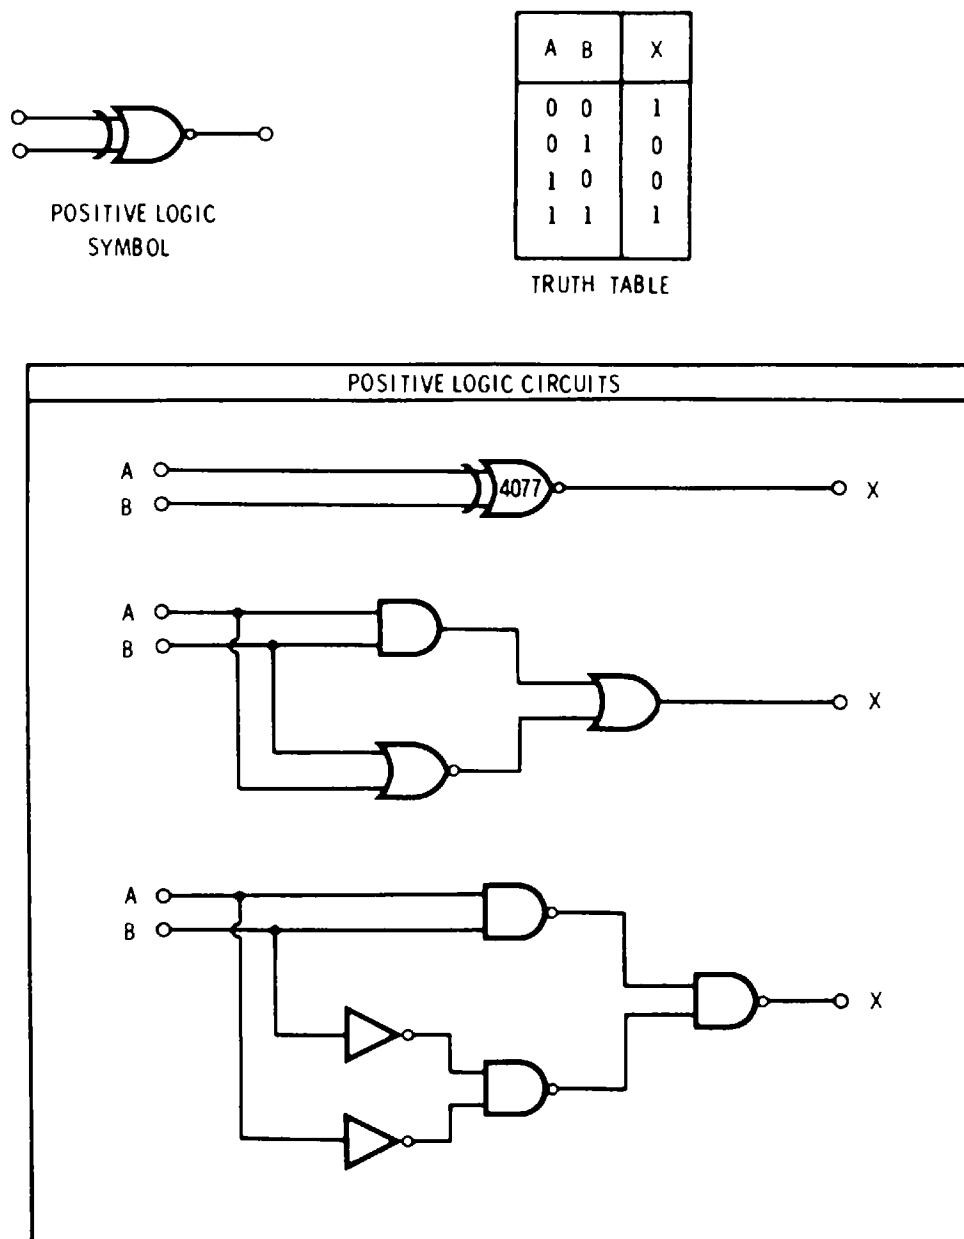 POSITIVE LOGIC
SYMBOL
A B X
0 0 1
0 1 0
1 0 0
1 1 1
TRUTH TABLE
POSITIVE LOGIC CIRCUITS
A
B
4077
X
A
B
X
A
B
X